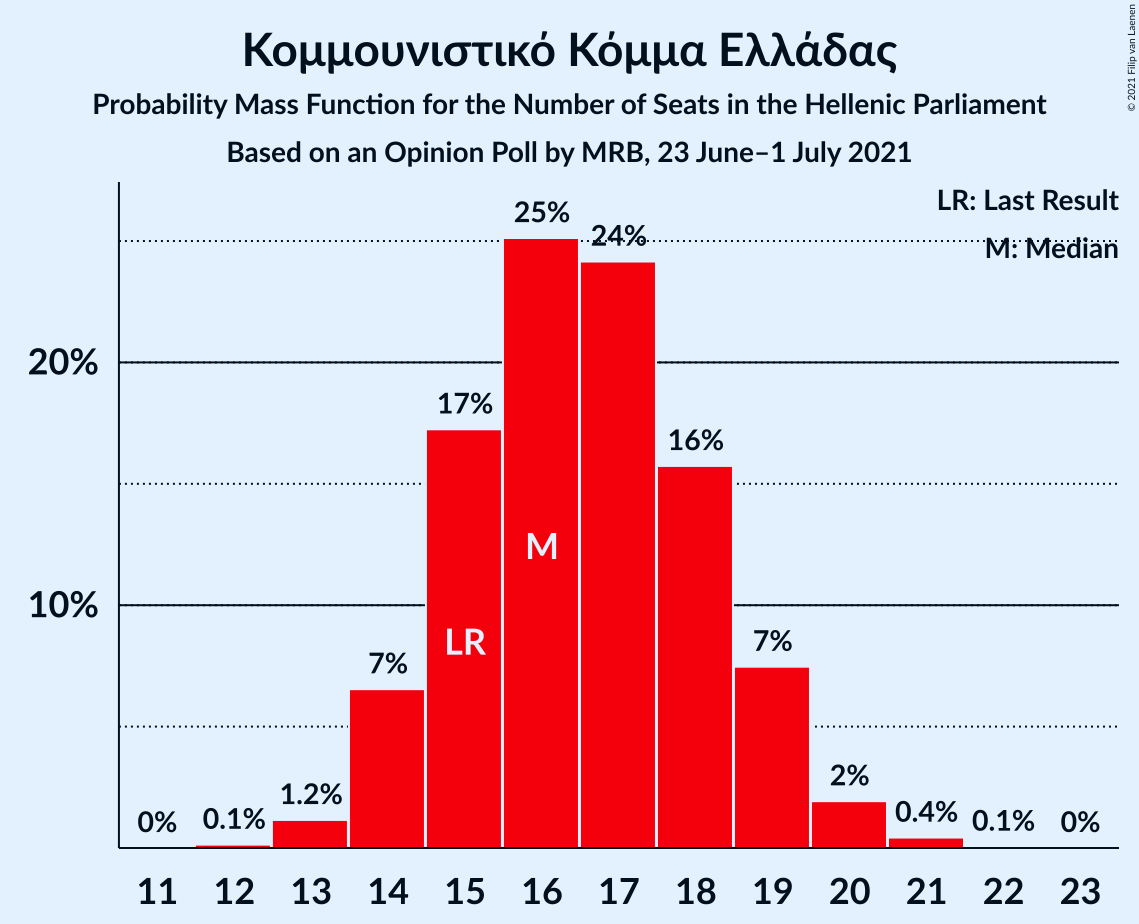 Κομμουνιστικό Κόμμα Ελλάδας
Probability Mass Function for the Number of Seats in the Hellenic Parliament
Based on an Opinion Poll by MRB, 23 June–1 July 2021
© 2021 Filip van Laenen
LR: Last Result
M: Median
25%
24%
20%
17%
16%
M
10%
LR
7%
7%
2%
1.2%
0.4%
0%
0.1%
0.1%
0%
11 12 13 14 15 16 17 18 19 20 21 22 23